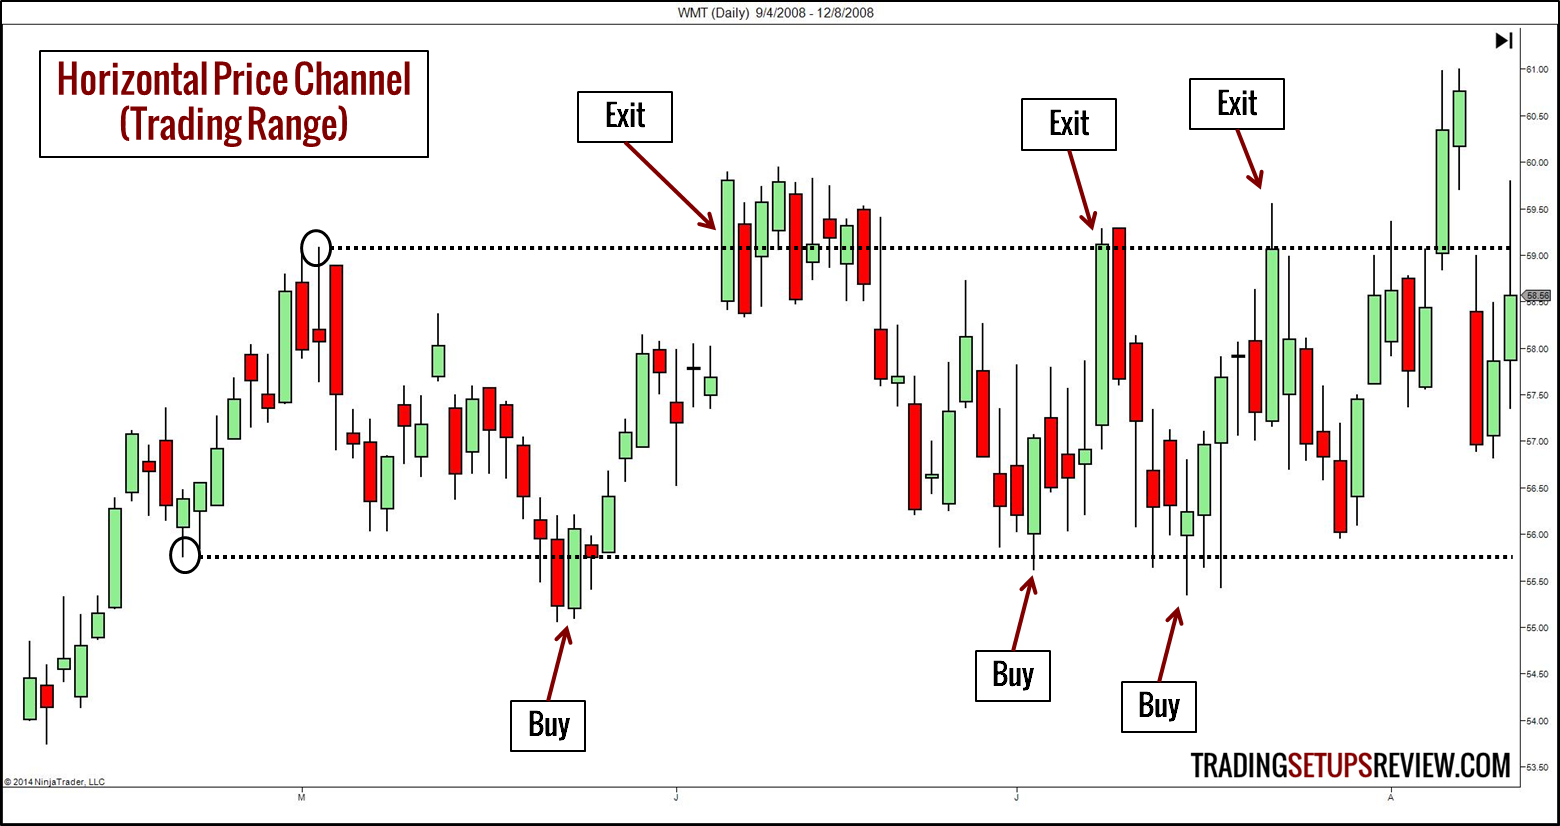 WMT (Daily) 9/4/2008 - 12/8/2008
Horizontal Price Channel
(Trading Range)
Exit
Exit
Exit
61.00
60.50
60.00
59.50
59.00
58.56
58.50
58.00
57.50
57.00
56.50
56.00
55.50
55.00
54.50
54.00
53.50
Buy
Buy
Buy
TRADINGSETUPSREVIEW.COM
© 2014 NinjaTrader, LLC
M
J
J
A